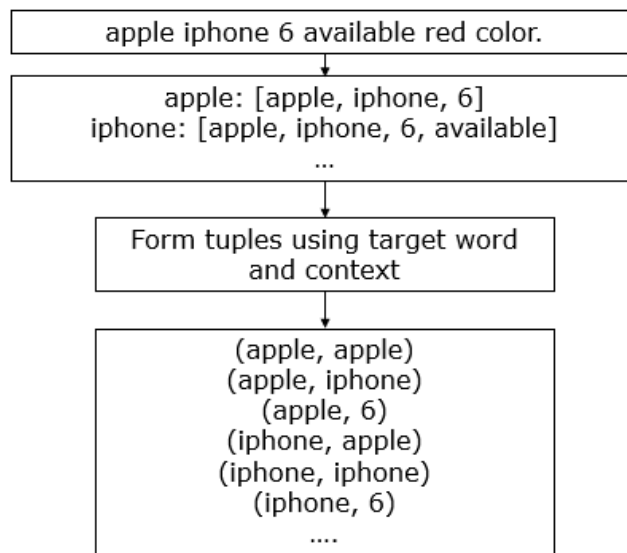 apple iphone 6 available red color.
apple: [apple, iphone, 6]
iphone: [apple, iphone, 6, available]
...
Form tuples using target word
and context
(apple, apple)
(apple, iphone)
(apple, 6)
(iphone, apple)
(iphone, iphone)
(iphone, 6)
....